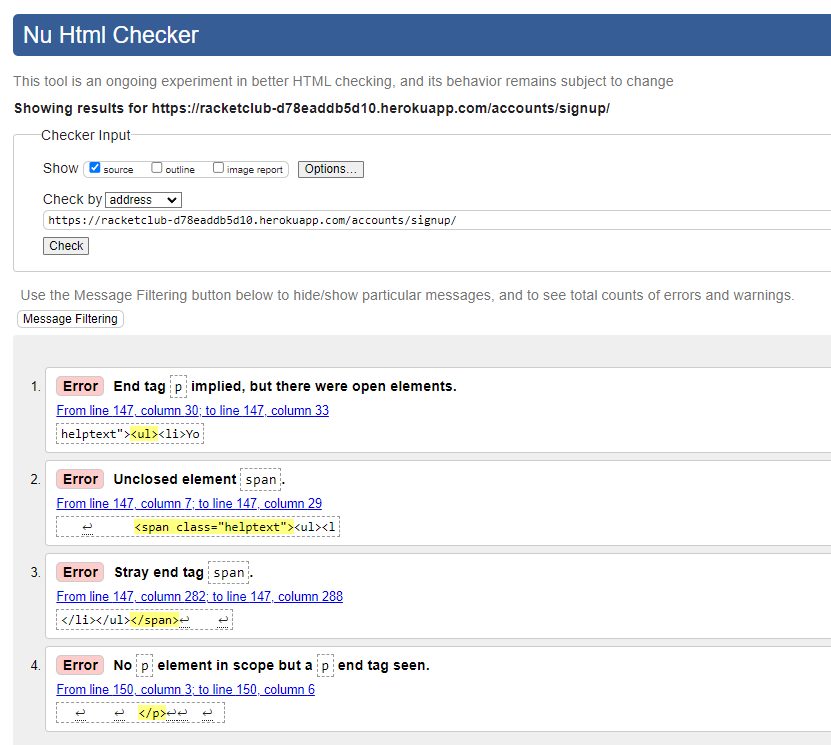 Nu Html Checker
This tool is an ongoing experiment in better HTML checking, and its behavior remains subject to change
Showing results for https://racketclub-d78eaddb5d10.herokuapp.com/accounts/signup/
Checker Input
Show source outline image report Options...
Check by address
https://racketclub-d78eaddb5d10.herokuapp.com/accounts/signup/
Check
Use the Message Filtering button below to hide/show particular messages, and to see total counts of errors and warnings.
Message Filtering
1. Error End tag p implied, but there were open elements.
From line 147, column 30; to line 147, column 33
helptext"><ul><li>Yo
2. Error Unclosed element span.
From line 147, column 7; to line 147, column 29
↩ <span class="helptext"><ul><l
3. Error Stray end tag span.
From line 147, column 282; to line 147, column 288
</li></ul></span>↩ ↩
4. Error No p element in scope but a p end tag seen.
From line 150, column 3; to line 150, column 6
↩ ↩ </p>↩↩ ↩